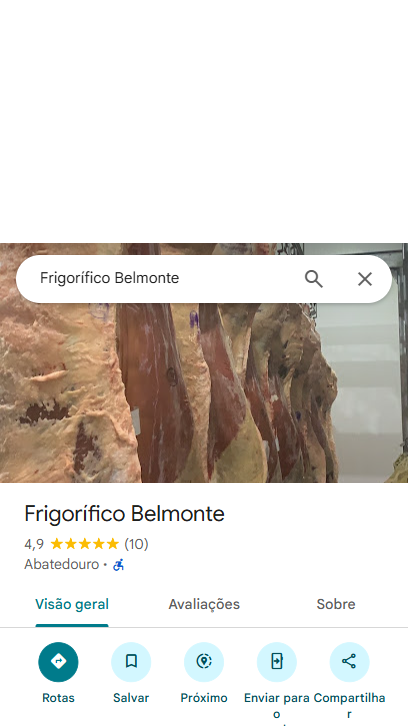 Frigorífico Belmonte
Frigorífico Belmonte
4,9 (10)
Abatedouro ·
Visão geral Avaliações Sobre
Rotas Salvar Próximo Enviar para o Compartilhar